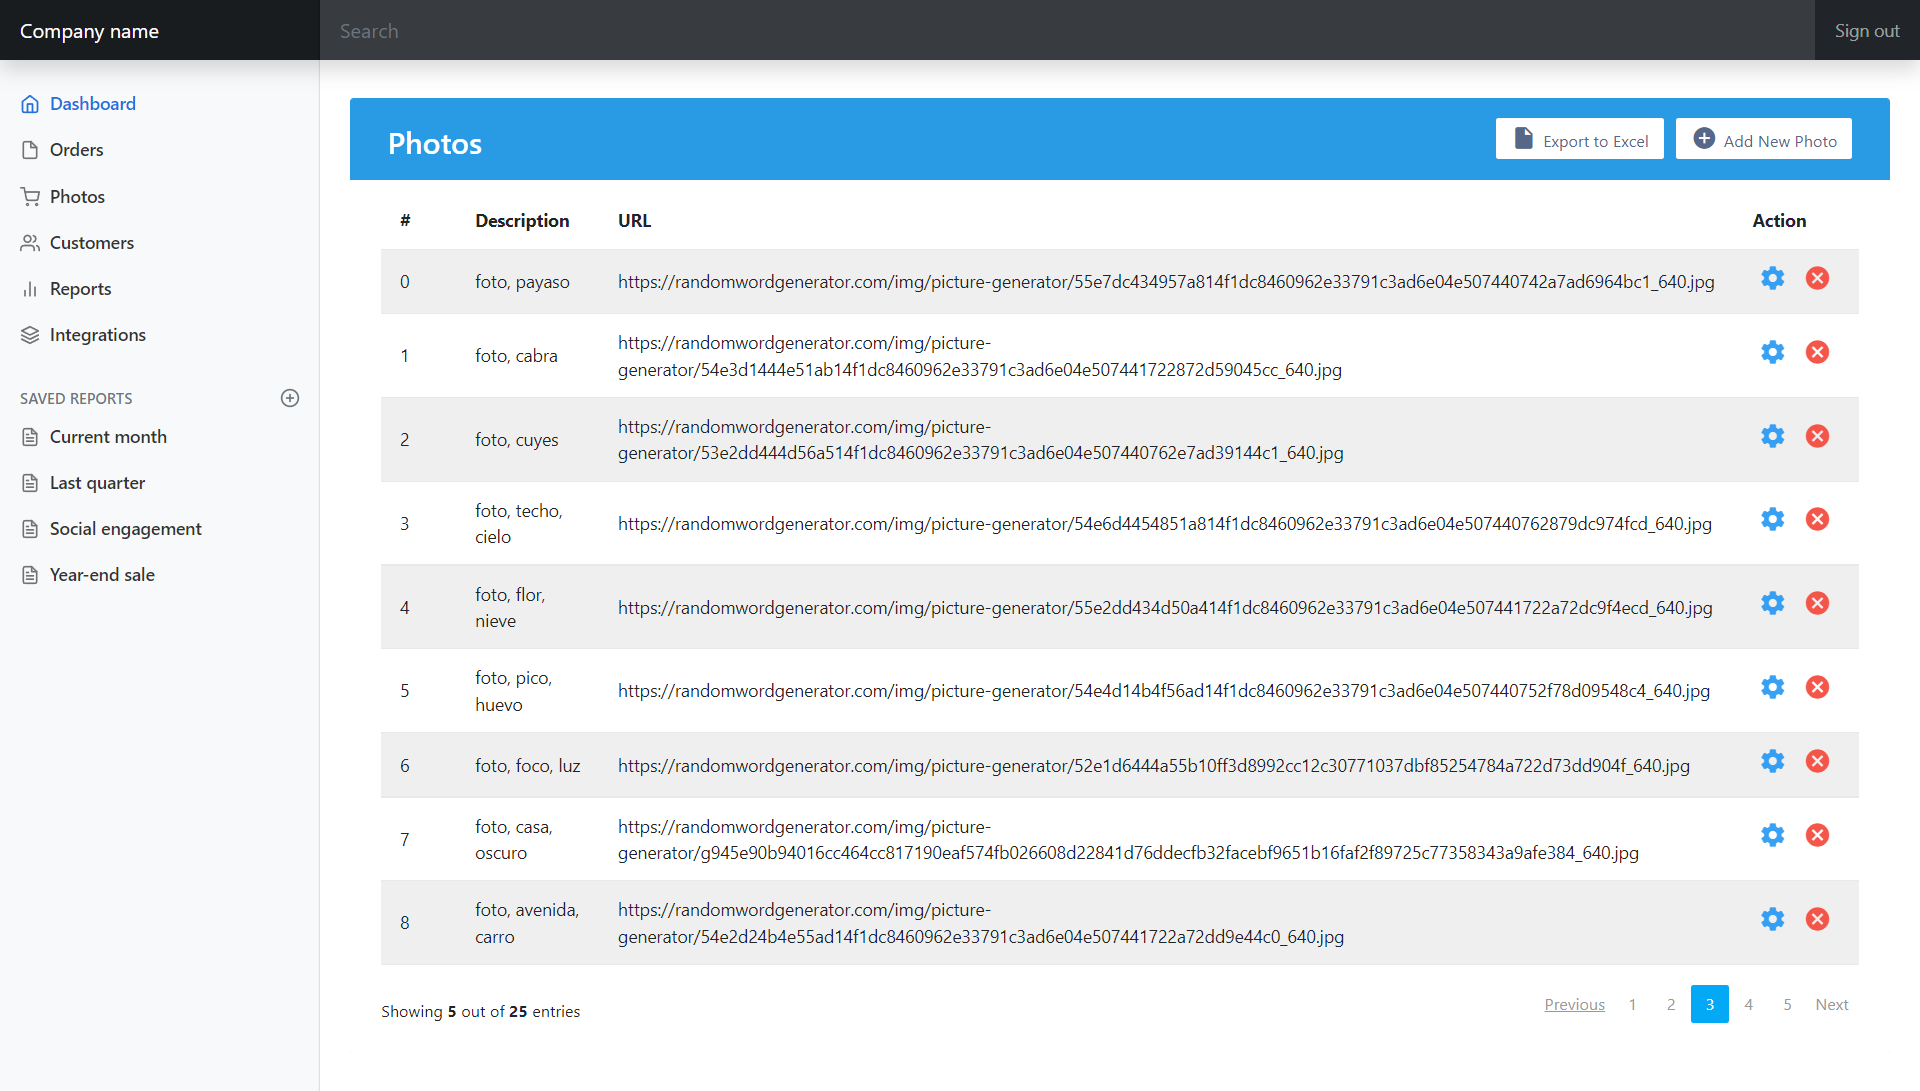 Company name
Search
Sign out
Dashboard
Orders
Photos
Customers
Reports
Integrations
SAVED REPORTS
Current month
Last quarter
Social engagement
Year-end sale
Photos
Export to Excel
Add New Photo
# Description URL Action
0 foto, payaso https://randomwordgenerator.com/img/picture-generator/55e7dc434957a814f1dc8460962e33791c3ad6e04e507440742a7ad6964bc1_640.jpg
1 foto, cabra https://randomwordgenerator.com/img/picture-
generator/54e3d1444e51ab14f1dc8460962e33791c3ad6e04e507441722872d59045cc_640.jpg
2 foto, cuyes https://randomwordgenerator.com/img/picture-
generator/53e2dd444d56a514f1dc8460962e33791c3ad6e04e507440762e7ad39144c1_640.jpg
3 foto, techo,
cielo
https://randomwordgenerator.com/img/picture-generator/54e6d4454851a814f1dc8460962e33791c3ad6e04e507440762879dc974fcd_640.jpg
4 foto, flor,
nieve
https://randomwordgenerator.com/img/picture-generator/55e2dd434d50a414f1dc8460962e33791c3ad6e04e507441722a72dc9f4ecd_640.jpg
5 foto, pico,
huevo
https://randomwordgenerator.com/img/picture-generator/54e4d14b4f56ad14f1dc8460962e33791c3ad6e04e507440752f78d09548c4_640.jpg
6 foto, foco, luz https://randomwordgenerator.com/img/picture-generator/52e1d6444a55b10ff3d8992cc12c30771037dbf85254784a722d73dd904f_640.jpg
7 foto, casa,
oscuro
https://randomwordgenerator.com/img/picture-
generator/g945e90b94016cc464cc817190eaf574fb026608d22841d76ddecfb32facebf9651b16faf2f89725c77358343a9afe384_640.jpg
8 foto, avenida,
carro
https://randomwordgenerator.com/img/picture-
generator/54e2d24b4e55ad14f1dc8460962e33791c3ad6e04e507441722a72dd9e44c0_640.jpg
Showing 5 out of 25 entries
Previous 1 2 3 4 5 Next